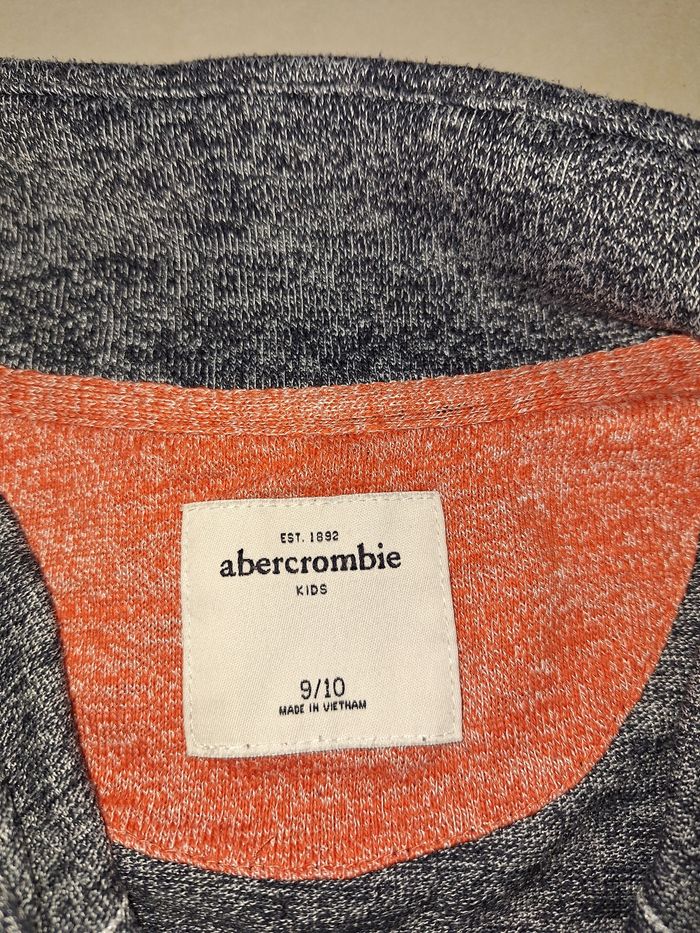 EST. 1892
abercrombie
KIDS
9/10
MADE IN VIETNAM